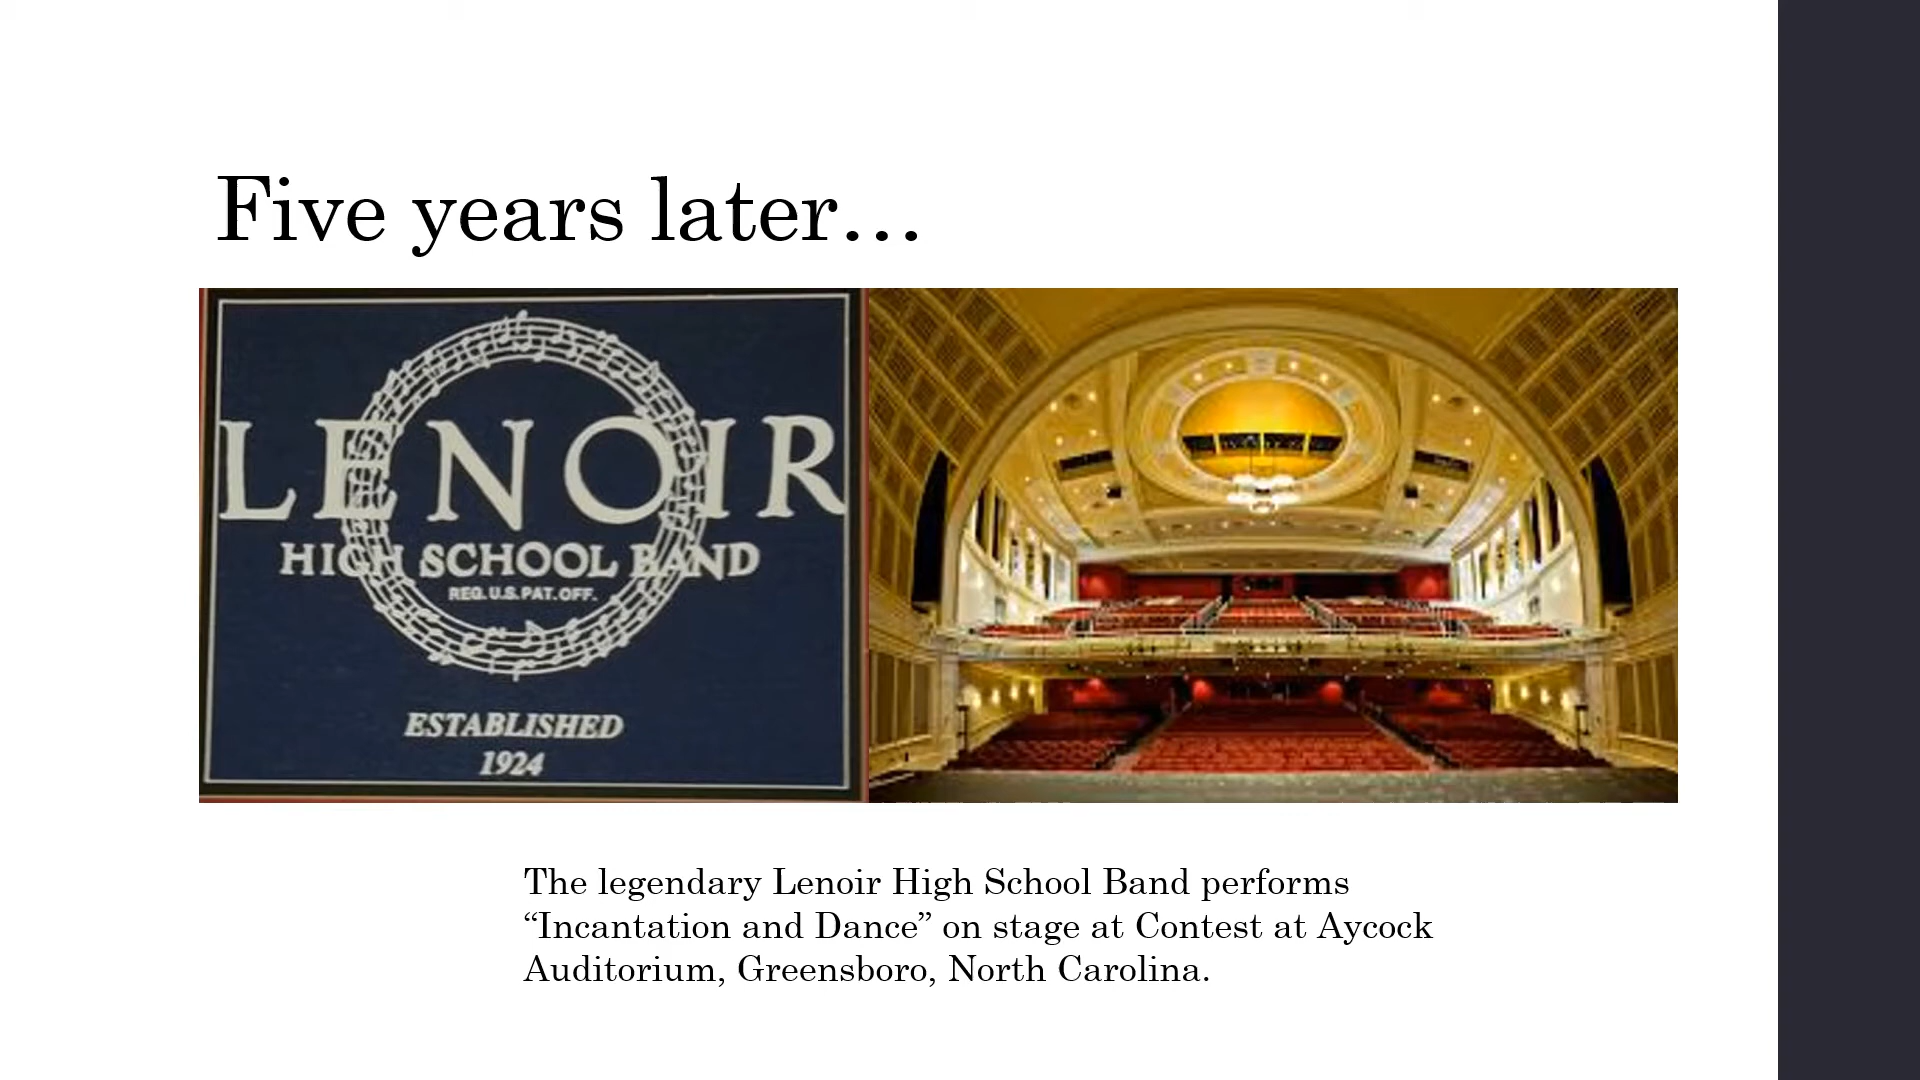 Five years later…
LENOIR
HIGH SCHOOL BAND
REG. U.S. PAT. OFF.
ESTABLISHED
1924
The legendary Lenoir High School Band performs
“Incantation and Dance” on stage at Contest at Aycock
Auditorium, Greensboro, North Carolina.